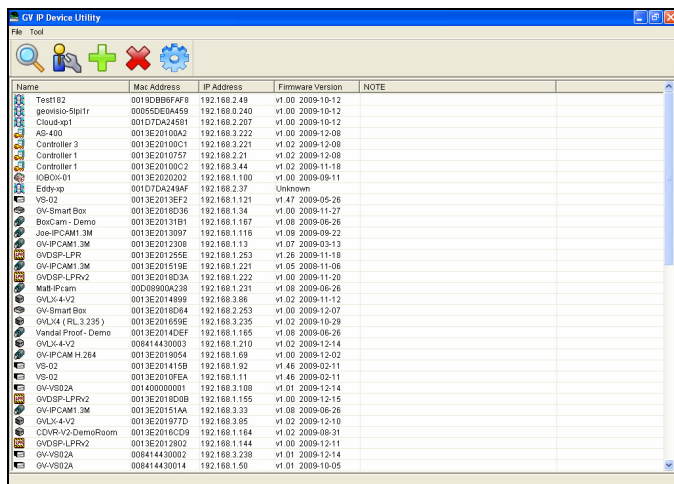 GV IP Device Utility
File Tool
Name Mac Address IP Address Firmware Version NOTE
Test182 0019DBB6FAF8 192.168.2.49 v1.00 2009-10-12
geovisio-5lpi1r 00055DE0A459 192.168.0.240 v1.00 2009-10-12
Cloud-xp1 001D7DA24581 192.168.2.207 v1.00 2009-10-12
AS-400 0013E20100A2 192.168.3.222 v1.00 2009-12-08
Controller 3 0013E20100C1 192.168.3.221 v1.02 2009-12-08
Controller 1 0013E2010757 192.168.2.21 v1.02 2009-12-08
Controller 1 0013E20100C2 192.168.3.44 v1.02 2009-11-18
IOBOX-01 0013E2020202 192.168.1.100 v1.00 2009-09-11
Eddy-xp 001D7DA249AF 192.168.2.37 Unknown
VS-02 0013E2013EF2 192.168.1.121 v1.47 2009-05-26
GV-Smart Box 0013E2018D36 192.168.1.34 v1.00 2009-11-27
BoxCam - Demo 0013E20131B1 192.168.1.167 v1.08 2009-06-26
Joe-IPCAM1.3M 0013E2013097 192.168.1.116 v1.09 2009-09-22
GV-IPCAM1.3M 0013E2012308 192.168.1.13 v1.07 2009-03-13
GVDSP-LPR 0013E201255E 192.168.1.253 v1.26 2009-11-18
GV-IPCAM1.3M 0013E201519E 192.168.1.221 v1.05 2008-11-06
GVDSP-LPRv2 0013E2018D3A 192.168.1.222 v1.00 2009-11-20
Matt-IPcam 00D08900A238 192.168.1.231 v1.08 2009-06-26
GVLX-4-V2 0013E2014899 192.168.3.86 v1.02 2009-11-12
GV-Smart Box 0013E2018D64 192.168.2.253 v1.00 2009-12-07
GVLX4 ( RL.3.235 ) 0013E201659E 192.168.3.235 v1.02 2009-10-29
Vandal Proof - Demo 0013E2014DEF 192.168.1.165 v1.08 2009-06-26
GVLX-4-V2 008414430003 192.168.1.210 v1.02 2009-12-14
GV-IPCAM H.264 0013E2019054 192.168.1.69 v1.00 2009-12-02
VS-02 0013E201415B 192.168.1.92 v1.46 2009-02-11
VS-02 0013E2010FEA 192.168.1.11 v1.46 2009-02-11
GV-VS02A 001400000001 192.168.3.108 v1.01 2009-12-14
GVDSP-LPRv2 0013E2018D0B 192.168.1.155 v1.00 2009-12-15
GV-IPCAM1.3M 0013E20151AA 192.168.3.33 v1.08 2009-06-26
GVLX-4-V2 0013E201977D 192.168.3.85 v1.02 2009-12-10
CDVR-V2-DemoRoom 0013E2016CD9 192.168.1.164 v1.02 2009-08-31
GVDSP-LPRv2 0013E2012802 192.168.1.144 v1.00 2009-12-11
GV-VS02A 008414430002 192.168.3.238 v1.01 2009-12-14
GV-VS02A 008414430014 192.168.1.50 v1.01 2009-10-05